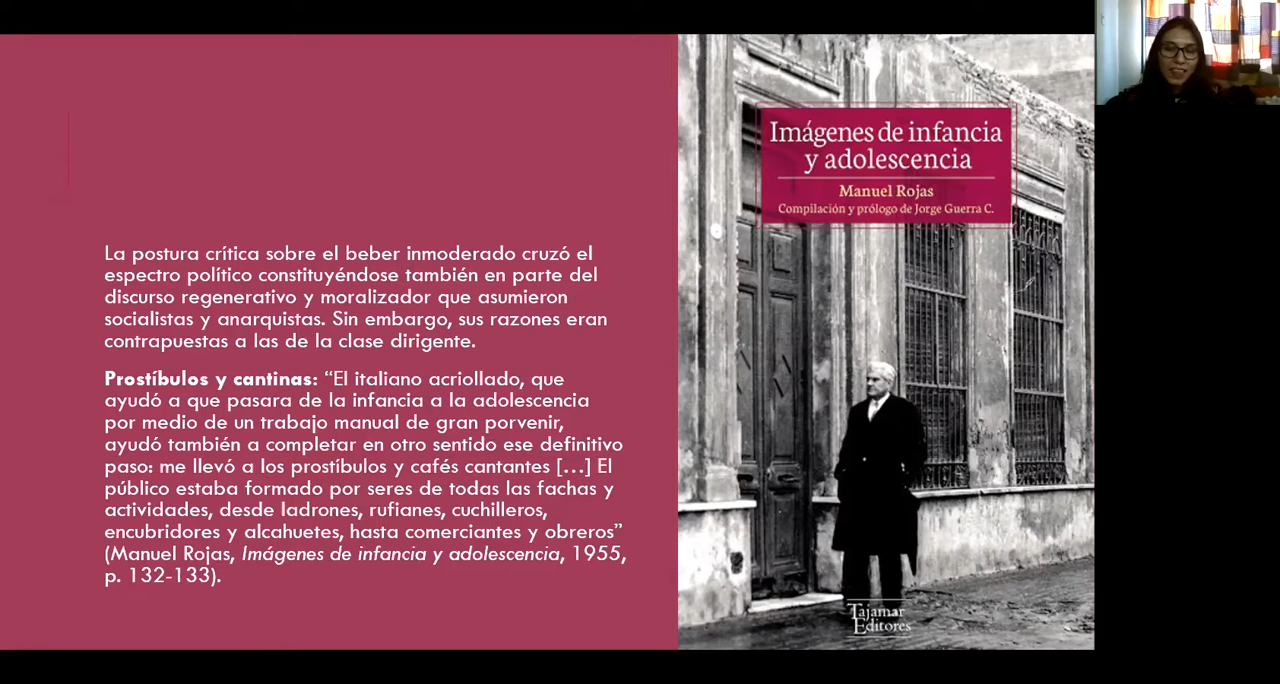 La postura crítica sobre el beber inmoderado cruzó el
espectro político constituyéndose también en parte del
discurso regenerativo y moralizador que asumieron
socialistas y anarquistas. Sin embargo, sus razones eran
contrapuestas a las de la clase dirigente.
Prostíbulos y cantinas: “El italiano acriollado, que
ayudó a que pasara de la infancia a la adolescencia
por medio de un trabajo manual de gran porvenir,
ayudó también a completar en otro sentido ese definitivo
paso: me llevó a los prostíbulos y cafés cantantes […] El
público estaba formado por seres de todas las fachas y
actividades, desde ladrones, rufianes, cuchilleros,
encubridores y alcahuetes, hasta comerciantes y obreros”
(Manuel Rojas, Imágenes de infancia y adolescencia, 1955,
p. 132-133).
Imágenes de infancia
y adolescencia
Manuel Rojas
Compilación y prólogo de Jorge Guerra C.
Tajamar
Editores